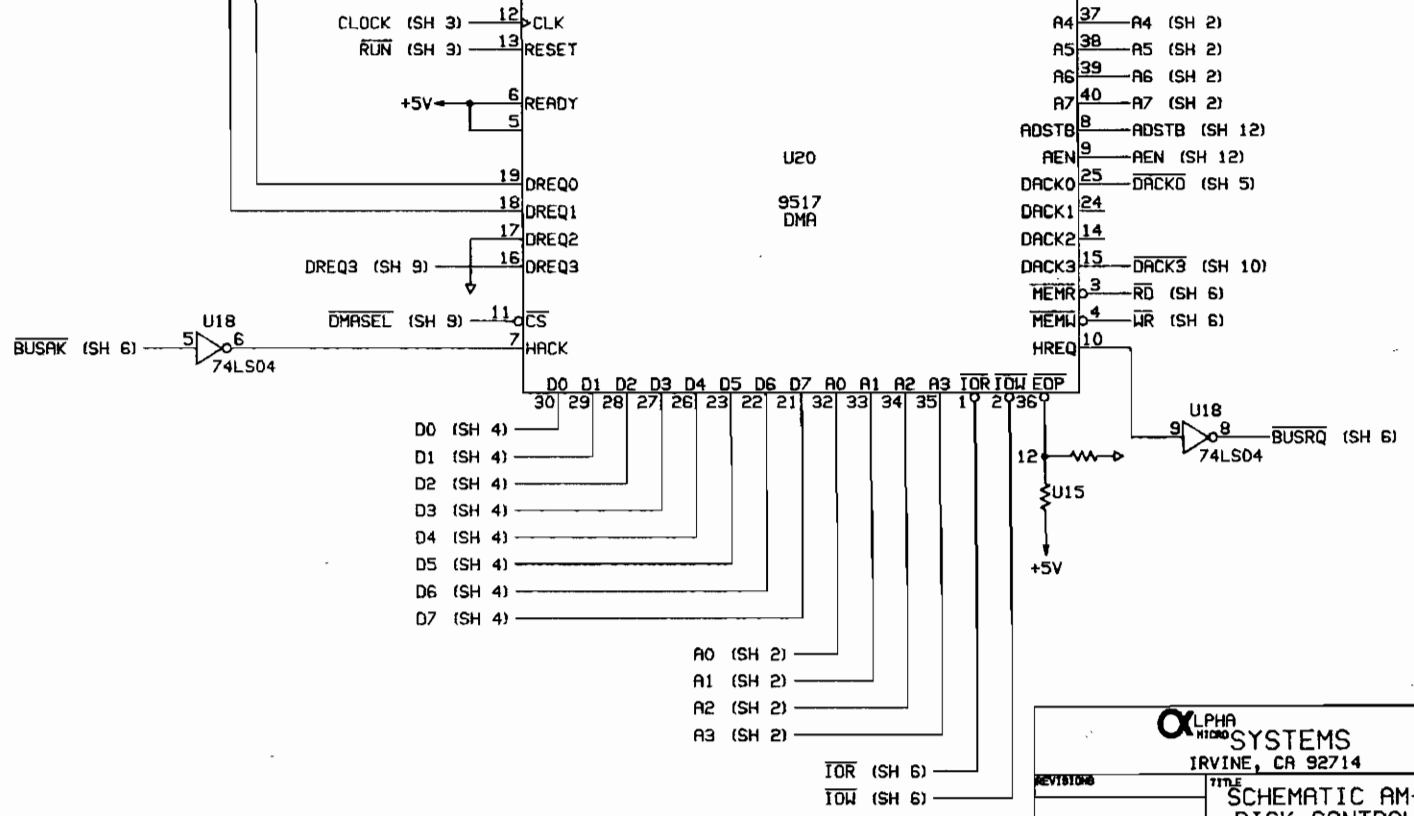 CLOCK (SH 3) 12 CLK
RUN (SH 3) 13 RESET
+5V 6 READY
5
19 DREQ0
18 DREQ1
17 DREQ2
DREQ3 (SH 9) 16 DREQ3
DMASEL (SH 9) 11 CS
U18
BUSAK (SH 6) 5 6 7 HACK
74LS04
U20
9517
DMA
A4 37 A4 (SH 2)
A5 38 A5 (SH 2)
A6 39 A6 (SH 2)
A7 40 A7 (SH 2)
ADSTB 8 ADSTB (SH 12)
AEN 9 AEN (SH 12)
DACK0 25 DACK0 (SH 5)
DACK1 24
DACK2 14
DACK3 15 DACK3 (SH 10)
MEMR 3 RD (SH 6)
MEMW 4 WR (SH 6)
HREQ 10
D0 D1 D2 D3 D4 D5 D6 D7 A0 A1 A2 A3 IOR IOW EOP
30 29 28 27 26 23 22 21 32 33 34 35 1 2 36
U18
9 8 BUSRQ (SH 6)
74LS04
12
U15
+5V
D0 (SH 4)
D1 (SH 4)
D2 (SH 4)
D3 (SH 4)
D4 (SH 4)
D5 (SH 4)
D6 (SH 4)
D7 (SH 4)
A0 (SH 2)
A1 (SH 2)
A2 (SH 2)
A3 (SH 2)
IOR (SH 6)
IOW (SH 6)
αLPHA
MICRO SYSTEMS
IRVINE, CA 92714
REVISIONS
TITLE
SCHEMATIC AM-
DISK CONTROL